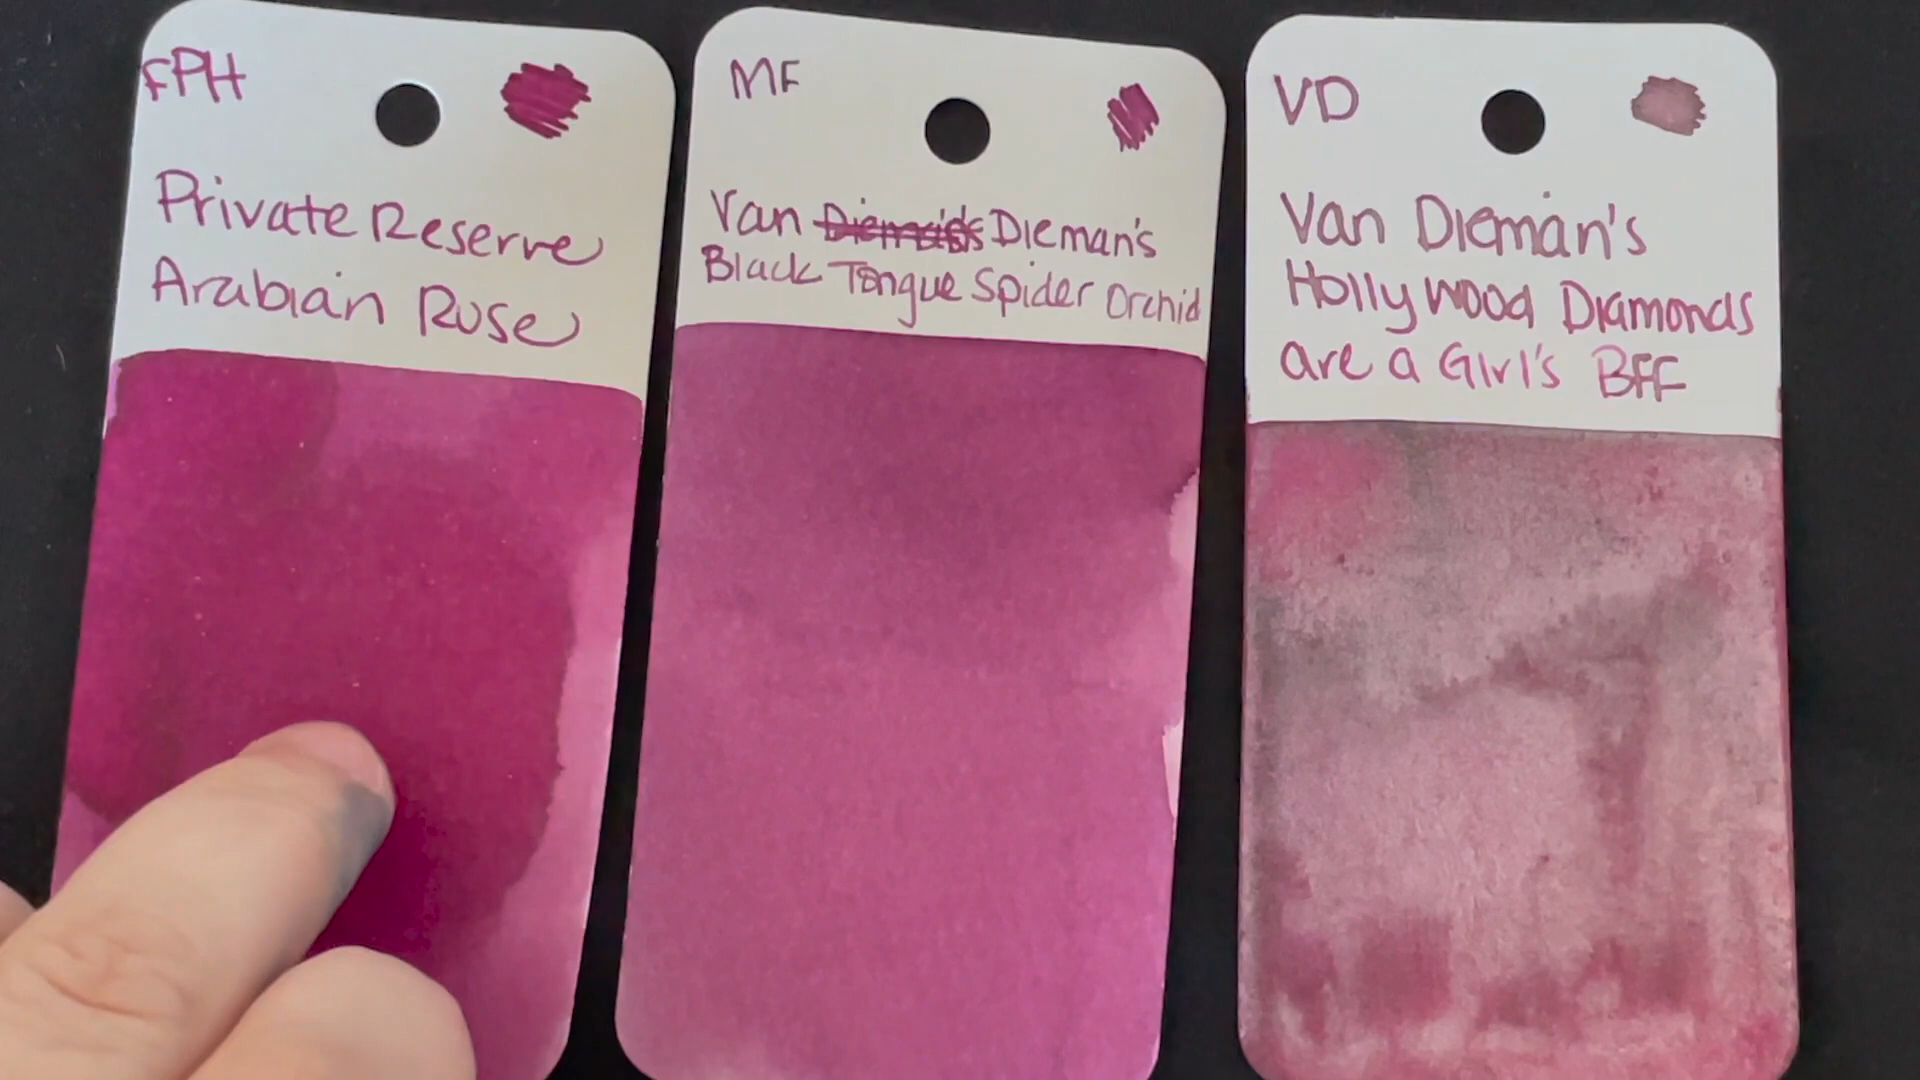 FPH
Private Reserve
Arabian Rose
MF
Van Dieman's Dieman's
Black Tongue Spider Orchid
VD
Van Dieman's
Hollywood Diamonds
are a Girl's BFF